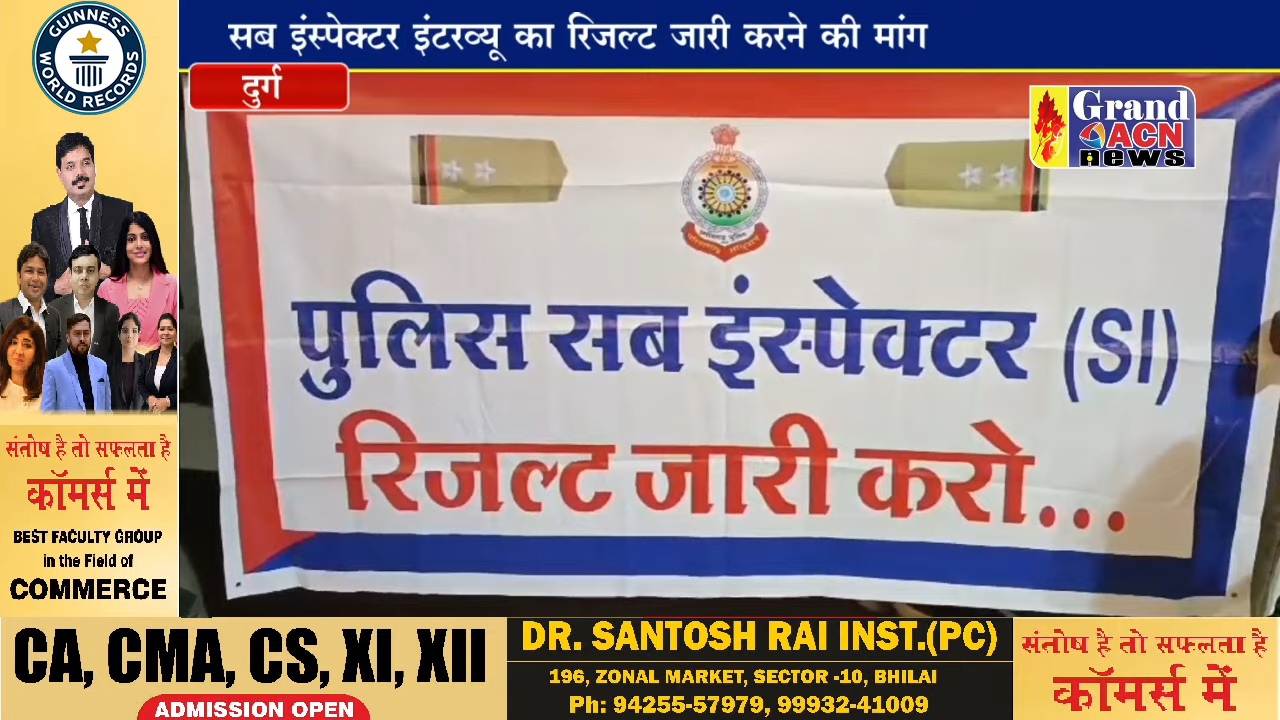 सब इंस्पेक्टर इंटरव्यू का रिजल्ट जारी करने की मांग
दुर्ग
GUINNESS
WORLD RECORDS
Grand
ACN
news
पुलिस सब इंस्पेक्टर (SI)
रिजल्ट जारी करो...
संतोष है तो सफलता है
कॉमर्स में
BEST FACULTY GROUP
in the Field of
COMMERCE
CA, CMA, CS, XI, XII
ADMISSION OPEN
DR. SANTOSH RAI INST.(PC)
196, ZONAL MARKET, SECTOR -10, BHILAI
Ph: 94255-57979, 99932-41009
संतोष है तो सफलता है
कॉमर्स में